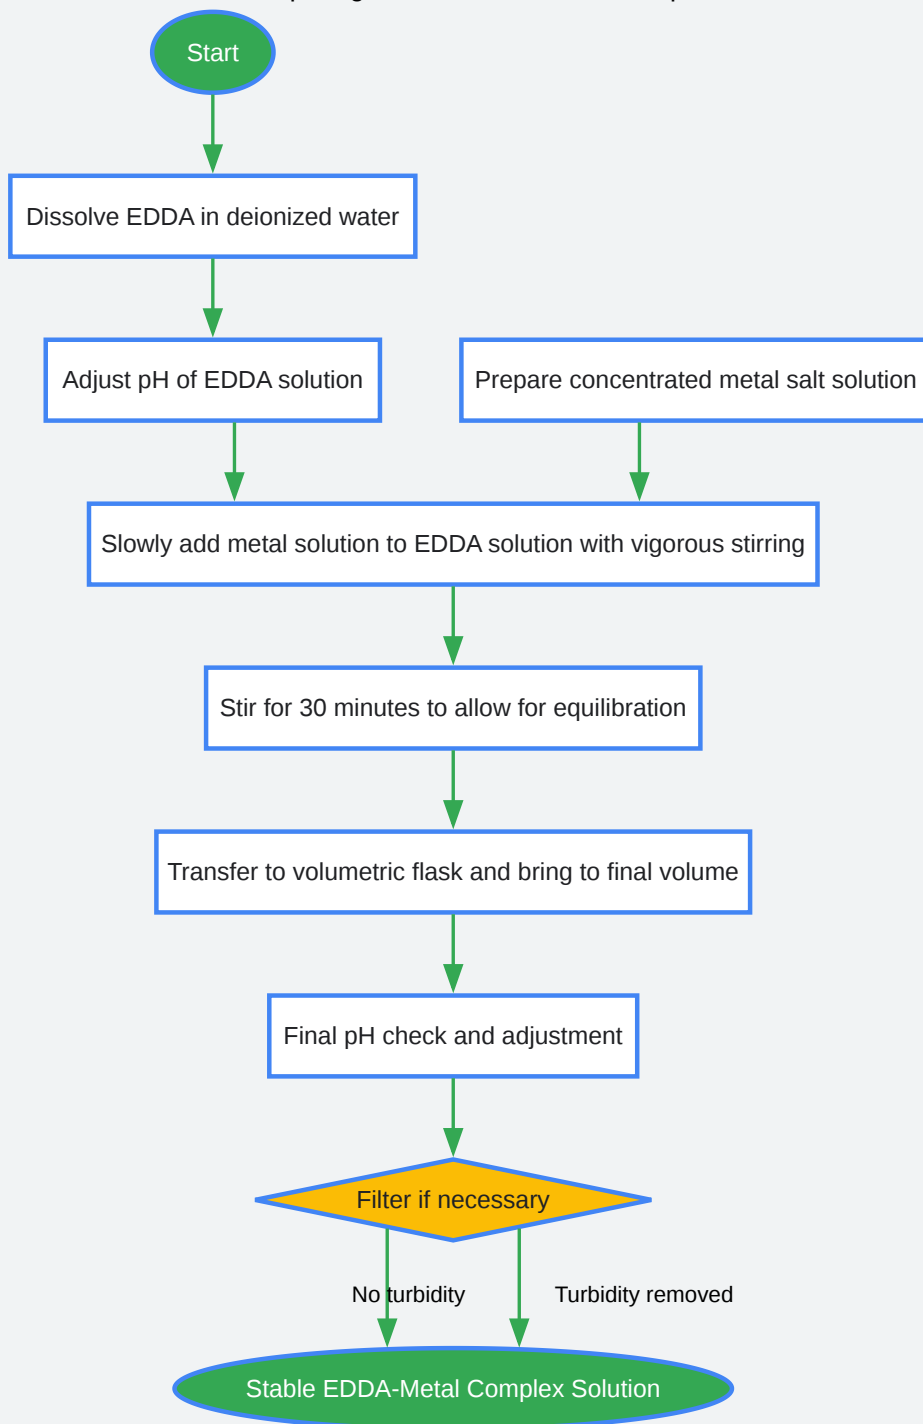 Start
Dissolve EDDA in deionized water
Adjust pH of EDDA solution
Prepare concentrated metal salt solution
Slowly add metal solution to EDDA solution with vigorous stirring
Stir for 30 minutes to allow for equilibration
Transfer to volumetric flask and bring to final volume
Final pH check and adjustment
Filter if necessary
No turbidity
Turbidity removed
Stable EDDA-Metal Complex Solution